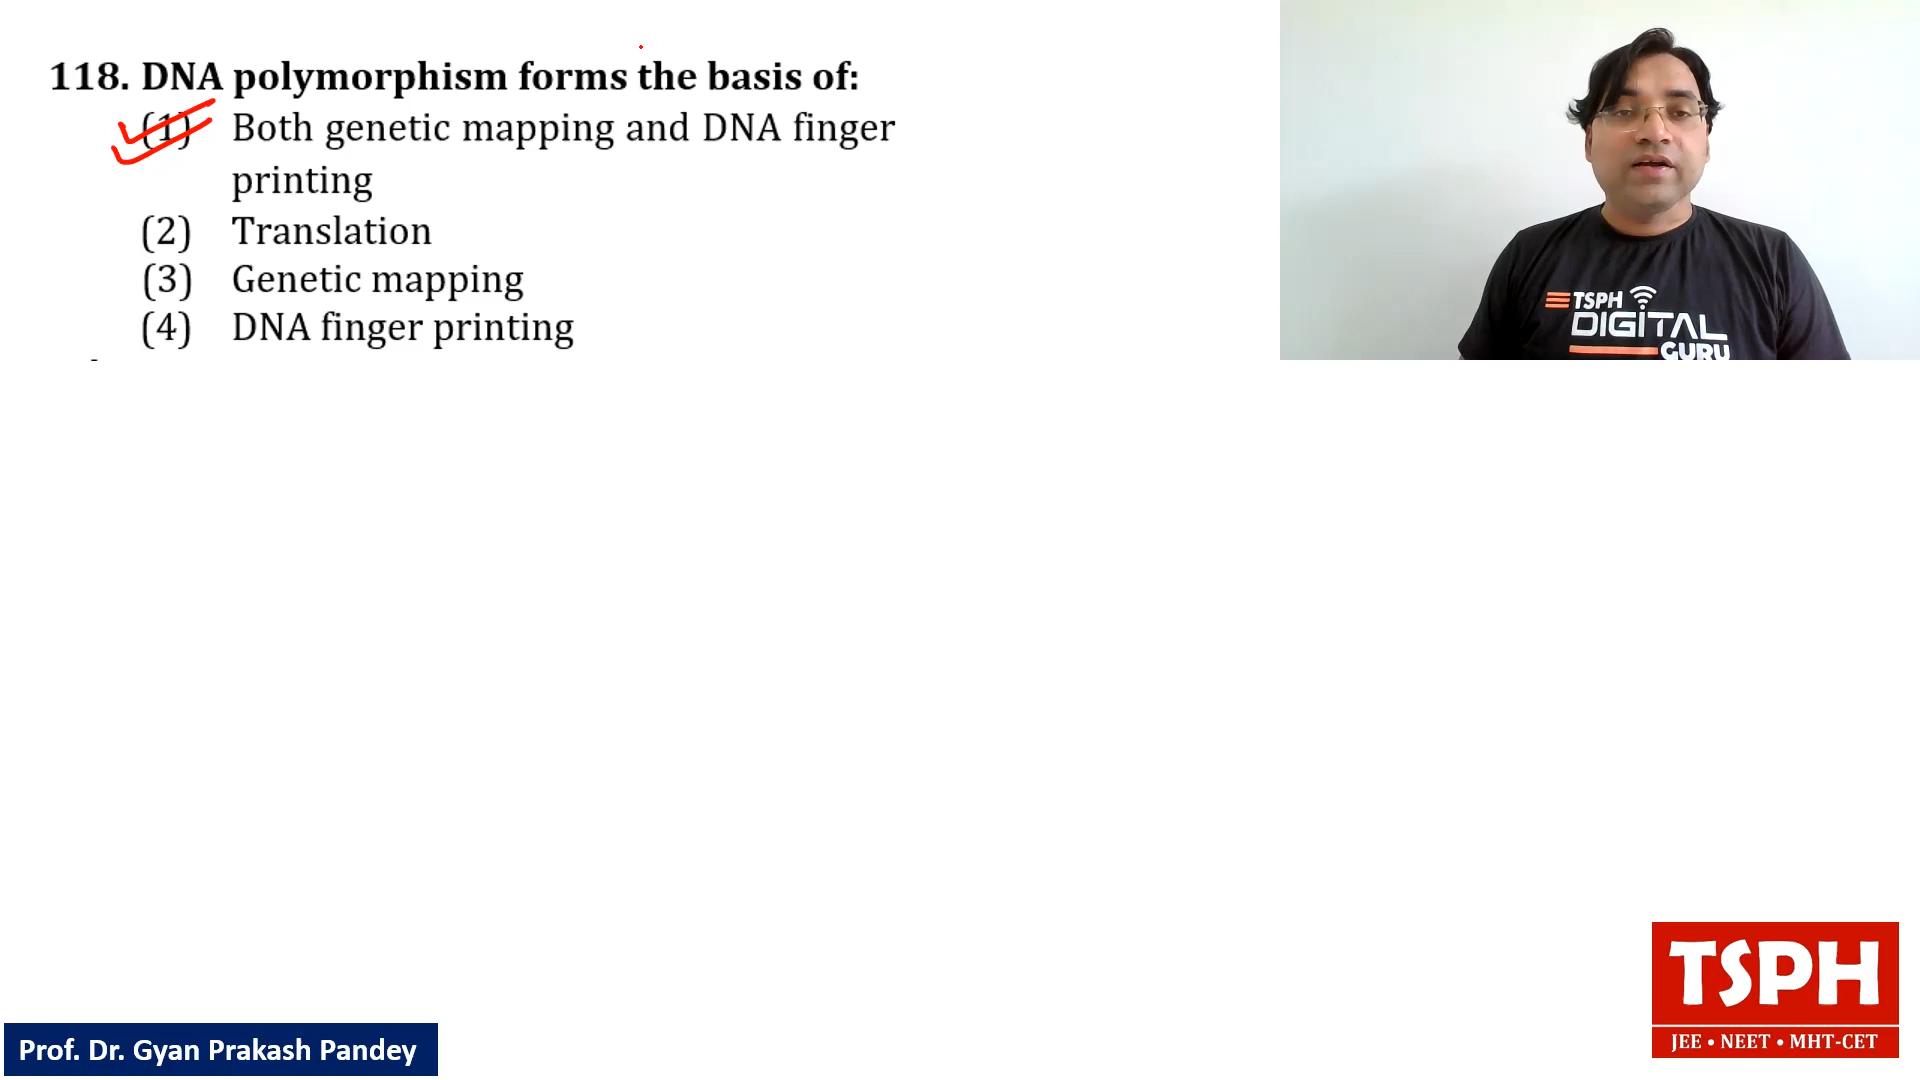 118. DNA polymorphism forms the basis of:
(1) Both genetic mapping and DNA finger
printing
(2) Translation
(3) Genetic mapping
(4) DNA finger printing
TSPH
DIGITAL
GURU
TSPH
JEE • NEET • MHT-CET
Prof. Dr. Gyan Prakash Pandey